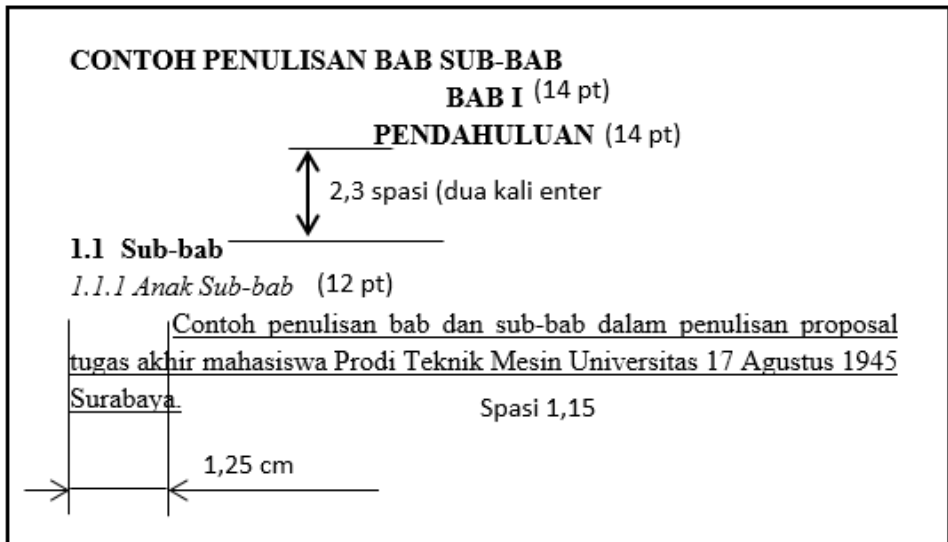 CONTOH PENULISAN BAB SUB-BAB
BAB I (14 pt)
PENDAHULUAN (14 pt)
2,3 spasi (dua kali enter
1.1 Sub-bab
1.1.1 Anak Sub-bab (12 pt)
Contoh penulisan bab dan sub-bab dalam penulisan proposal
tugas akhir mahasiswa Prodi Teknik Mesin Universitas 17 Agustus 1945
Surabaya.
Spasi 1,15
1,25 cm